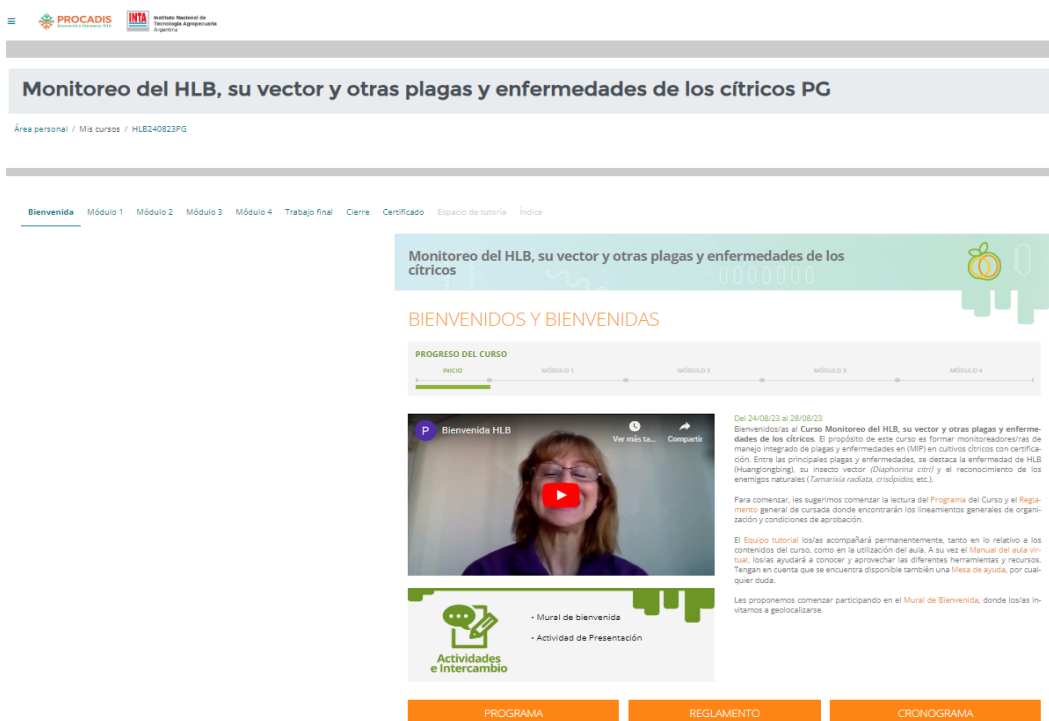 PROCADIS
INTA
Instituto Nacional de
Tecnología Agropecuaria
Argentina
Monitoreo del HLB, su vector y otras plagas y enfermedades de los cítricos PG
Área personal / Mis cursos / HLB240823PG
Bienvenida Módulo 1 Módulo 2 Módulo 3 Módulo 4 Trabajo final Cierre Certificado Espacio de tutoría Índice
Monitoreo del HLB, su vector y otras plagas y enfermedades de los
cítricos
BIENVENIDOS Y BIENVENIDAS
PROGRESO DEL CURSO
INICIO MÓDULO 1 MÓDULO 2 MÓDULO 3 MÓDULO 4
P Bienvenida HLB
Ver más ta... Compartir
Del 24/08/23 al 28/08/23
Bienvenidos/as al Curso Monitoreo del HLB, su vector y otras plagas y enferme-
dades de los cítricos. El propósito de este curso es formar monitoreadores/ras de
manejo integrado de plagas y enfermedades en (MIP) en cultivos cítricos con certifica-
ción. Entre las principales plagas y enfermedades, se destaca la enfermedad de HLB
(Huanglongbing), su insecto vector (Diaphorina citri) y el reconocimiento de los
enemigos naturales (Tamarixia radiata, crisópidos, etc.).
Para comenzar, les sugerimos comenzar la lectura del Programa del Curso y el Regla-
mento general de cursada donde encontrarán los lineamientos generales de organi-
zación y condiciones de aprobación.
El Equipo tutorial los/as acompañará permanentemente, tanto en lo relativo a los
contenidos del curso, como en la utilización del aula. A su vez el Manual del aula vir-
tual, los/as ayudará a conocer y aprovechar las diferentes herramientas y recursos.
Tengan en cuenta que se encuentra disponible también una Mesa de ayuda, por cual-
quier duda.
Les proponemos comenzar participando en el Mural de Bienvenida, donde los/as in-
vitamos a geolocalizarse.
• Mural de bienvenida
• Actividad de Presentación
Actividades
e Intercambio
PROGRAMA REGLAMENTO CRONOGRAMA